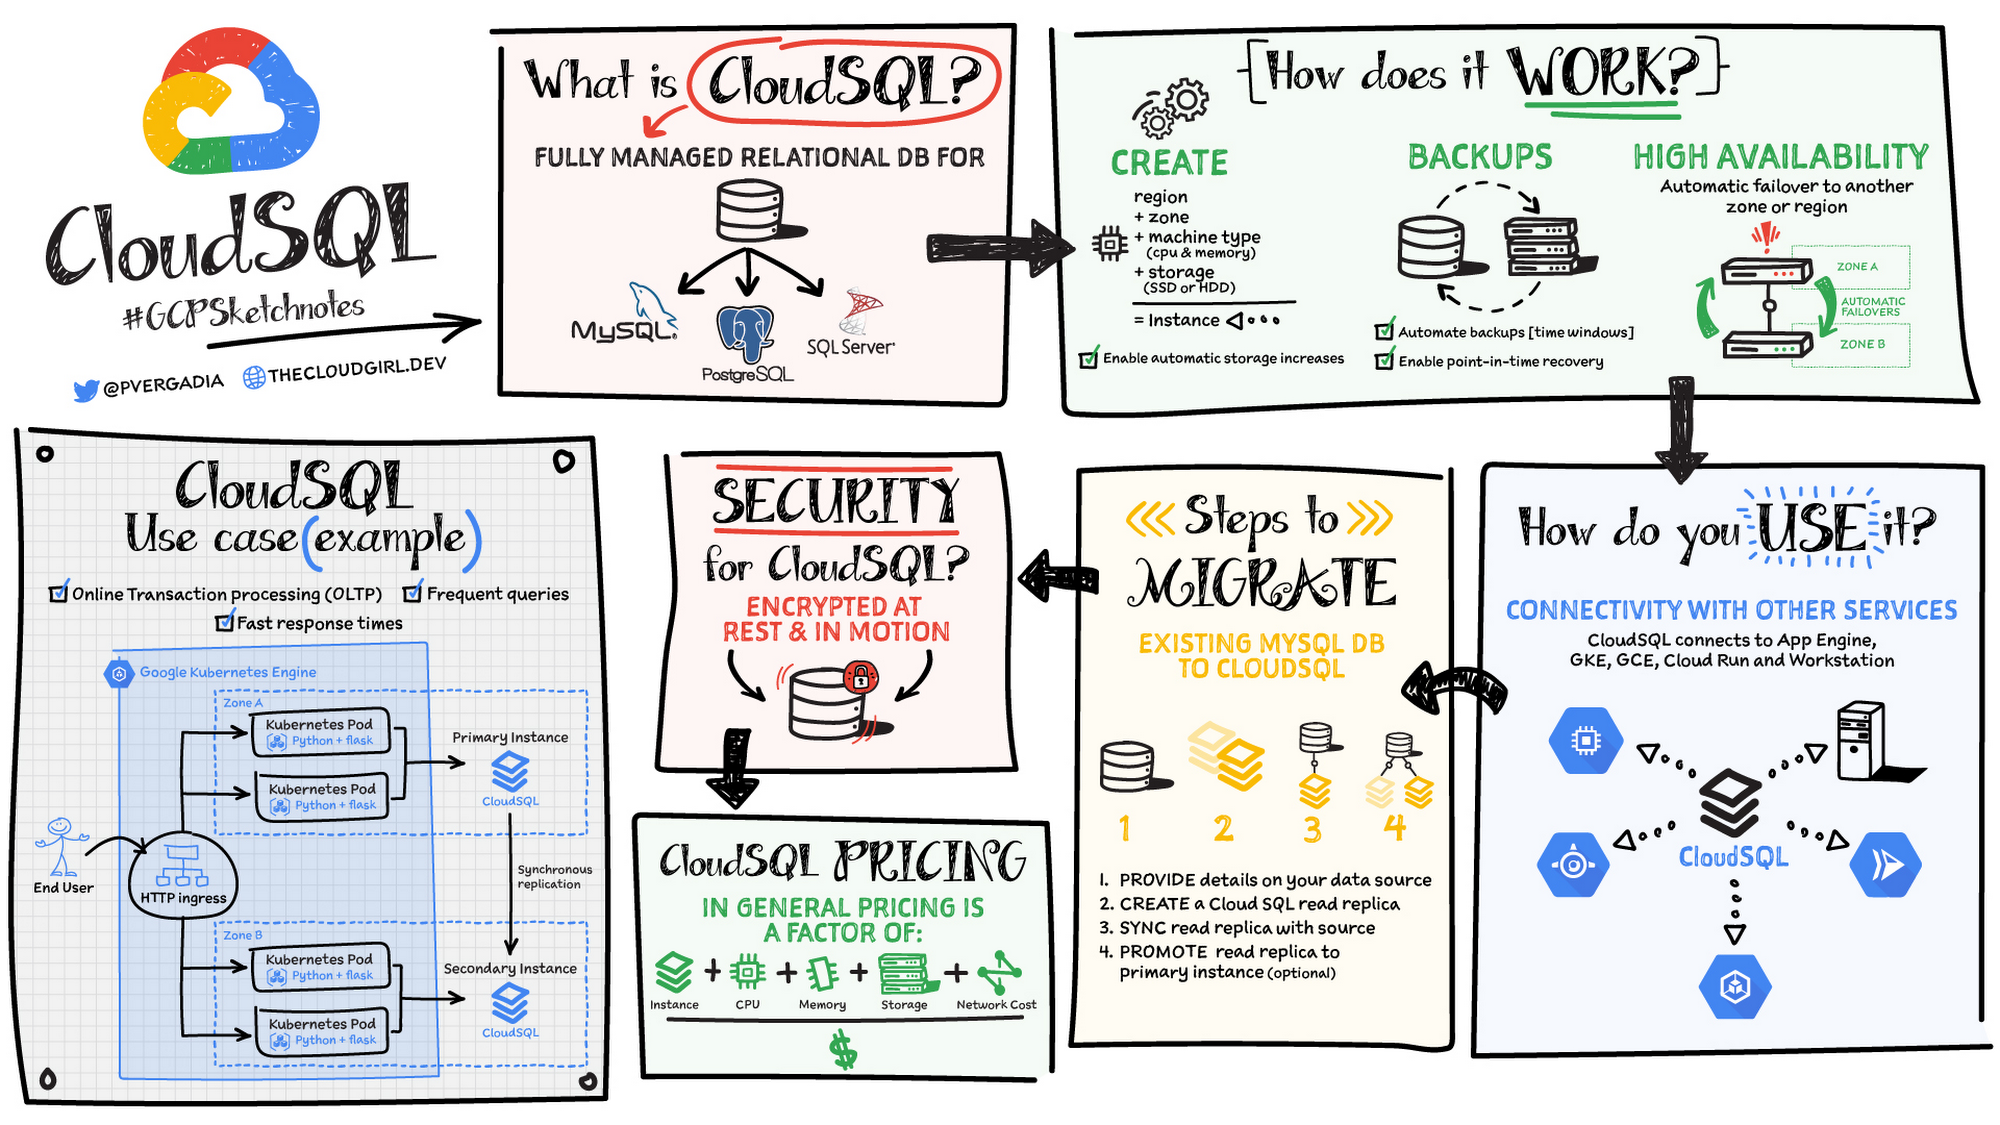 CloudSQL
#GCPSketchnotes
@PVERGADIA
THECLOUDGIRL.DEV
What is CloudSQL?
FULLY MANAGED RELATIONAL DB FOR
MySQL
PostgreSQL
SQL Server
[How does it WORK?]
CREATE
region
+ zone
+ machine type
(cpu & memory)
+ storage
(SSD or HDD)
= Instance
Enable automatic storage increases
BACKUPS
Automate backups [time windows]
Enable point-in-time recovery
HIGH AVAILABILITY
Automatic failover to another
zone or region
ZONE A
AUTOMATIC
FAILOVERS
ZONE B
How do you USE it?
CONNECTIVITY WITH OTHER SERVICES
CloudSQL connects to App Engine,
GKE, GCE, Cloud Run and Workstation
CloudSQL
Steps to
MIGRATE
EXISTING MYSQL DB
TO CLOUDSQL
1 2 3 4
1. PROVIDE details on your data source
2. CREATE a Cloud SQL read replica
3. SYNC read replica with source
4. PROMOTE read replica to
primary instance (optional)
SECURITY
for CloudSQL?
ENCRYPTED AT
REST & IN MOTION
CloudSQL PRICING
IN GENERAL PRICING IS
A FACTOR OF:
+ + + +
Instance CPU Memory Storage Network Cost
$
CloudSQL
Use case (example)
Online Transaction processing (OLTP)
Frequent queries
Fast response times
Google Kubernetes Engine
Zone A
Kubernetes Pod
Python + flask
Kubernetes Pod
Python + flask
Primary Instance
CloudSQL
End User
HTTP ingress
Synchronous
replication
Zone B
Kubernetes Pod
Python + flask
Kubernetes Pod
Python + flask
Secondary Instance
CloudSQL